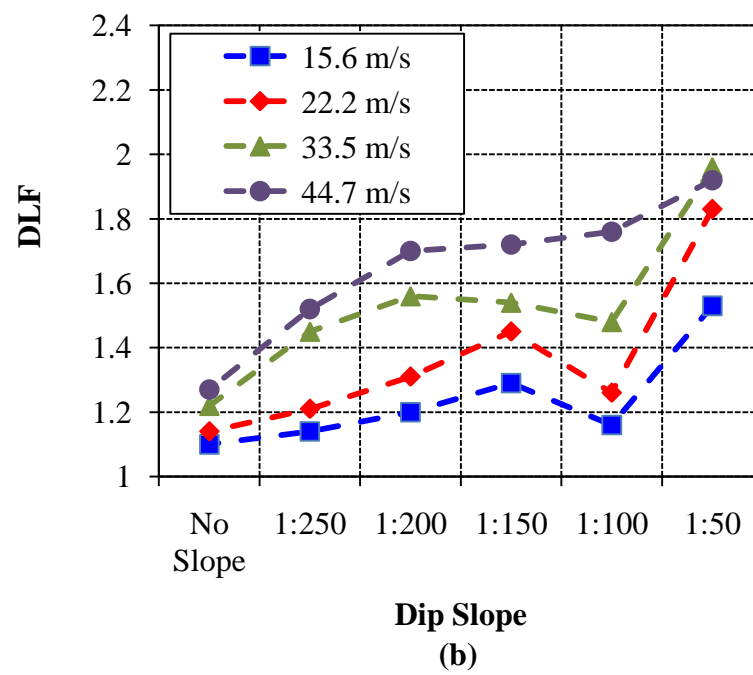 2.4
2.2
2
1.8
1.6
1.4
1.2
1
DLF
15.6 m/s
22.2 m/s
33.5 m/s
44.7 m/s
No Slope 1:250 1:200 1:150 1:100 1:50
Dip Slope
(b)